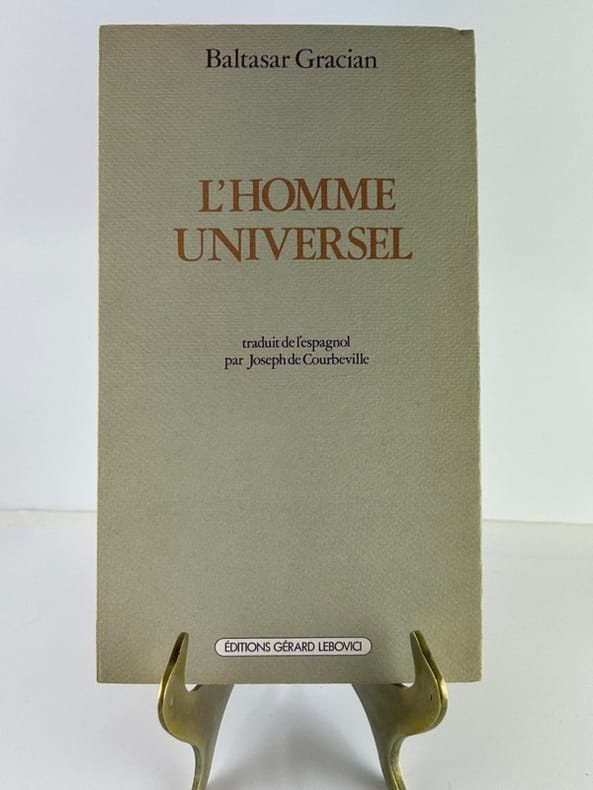 Baltasar Gracian
L'HOMME
UNIVERSEL
traduit de l'espagnol
par Joseph de Courbeville
ÉDITIONS GÉRARD LEBOVICI